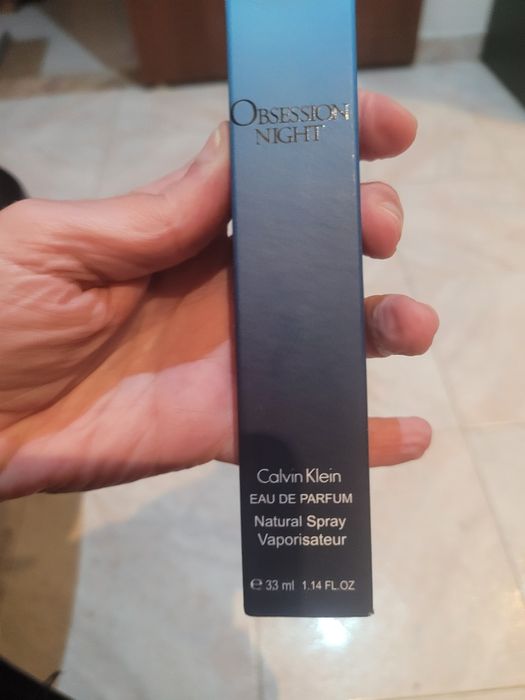 OBSESSION
NIGHT
Calvin Klein
EAU DE PARFUM
Natural Spray
Vaporisateur
℮ 33 ml 1.14 FL.OZ